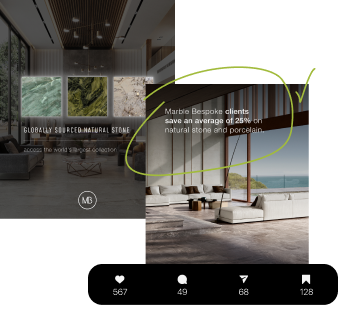 GLOBALLY SOURCED NATURAL STONE
access the world's largest collection
MB
Marble Bespoke clients
save an average of 25% on
natural stone and porcelain.
567 49 68 128